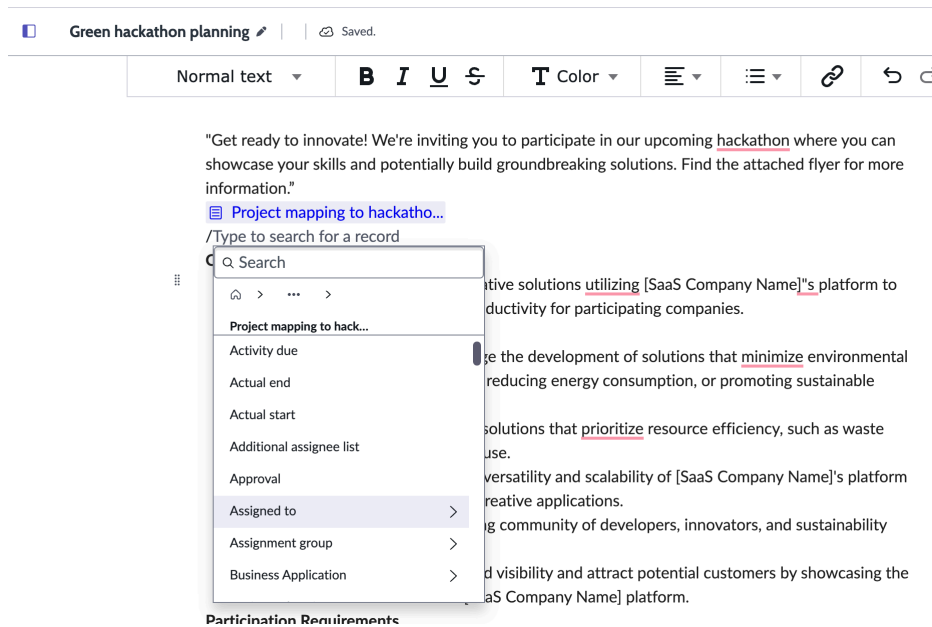 Green hackathon planning
Saved.
Normal text
B I U S T Color
"Get ready to innovate! We're inviting you to participate in our upcoming hackathon where you can
showcase your skills and potentially build groundbreaking solutions. Find the attached flyer for more
information.”
Project mapping to hackatho...
/Type to search for a record
Search
Project mapping to hack...
Activity due
Actual end
Actual start
Additional assignee list
Approval
Assigned to
Assignment group
Business Application
solutions utilizing [SaaS Company Name]"s platform to
for participating companies.
the development of solutions that minimize environmental
reducing energy consumption, or promoting sustainable
solutions that prioritize resource efficiency, such as waste
use.
versatility and scalability of [SaaS Company Name]'s platform
applications.
community of developers, innovators, and sustainability
visibility and attract potential customers by showcasing the
Company Name] platform.
Participation Requirements